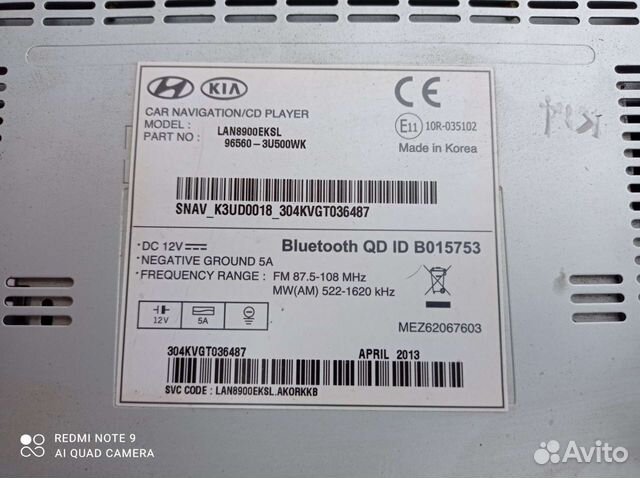 HYUNDAI KIA
CE
CAR NAVIGATION/CD PLAYER
MODEL : LAN8900EKSL
PART NO : 96560-3U500WK
E11 10R-035102
Made in Korea
SNAV_K3UD0018_304KVGT036487
·DC 12V
·NEGATIVE GROUND 5A
·FREQUENCY RANGE : FM 87.5-108 MHz
MW(AM) 522-1620 kHz
Bluetooth QD ID B015753
12V 5A
MEZ62067603
304KVGT036487 APRIL 2013
SVC CODE : LAN8900EKSL.AKORKKB
REDMI NOTE 9
AI QUAD CAMERA
Avito